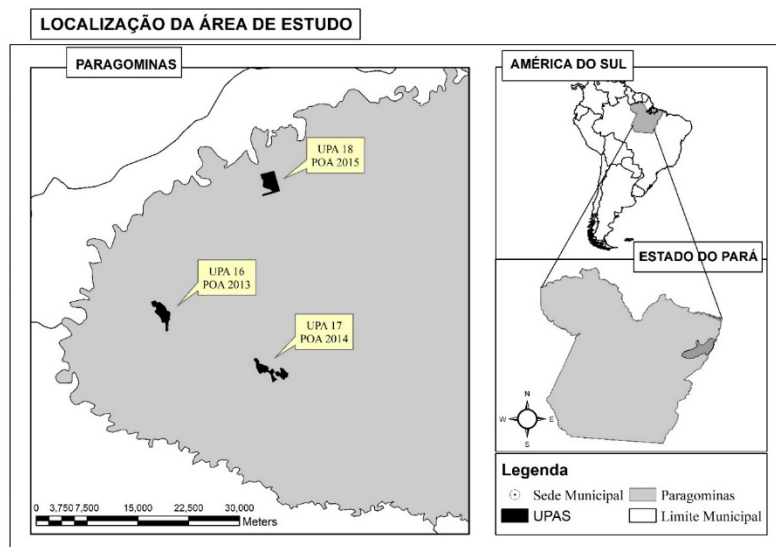 LOCALIZAÇÃO DA ÁREA DE ESTUDO
PARAGOMINAS
UPA 18
POA 2015
UPA 16
POA 2013
UPA 17
POA 2014
0 3,7507,500 15,000 22,500 30,000
Meters
AMÉRICA DO SUL
ESTADO DO PARÁ
N
W E
S
Legenda
Sede Municipal
Paragominas
UPAS
Limite Municipal